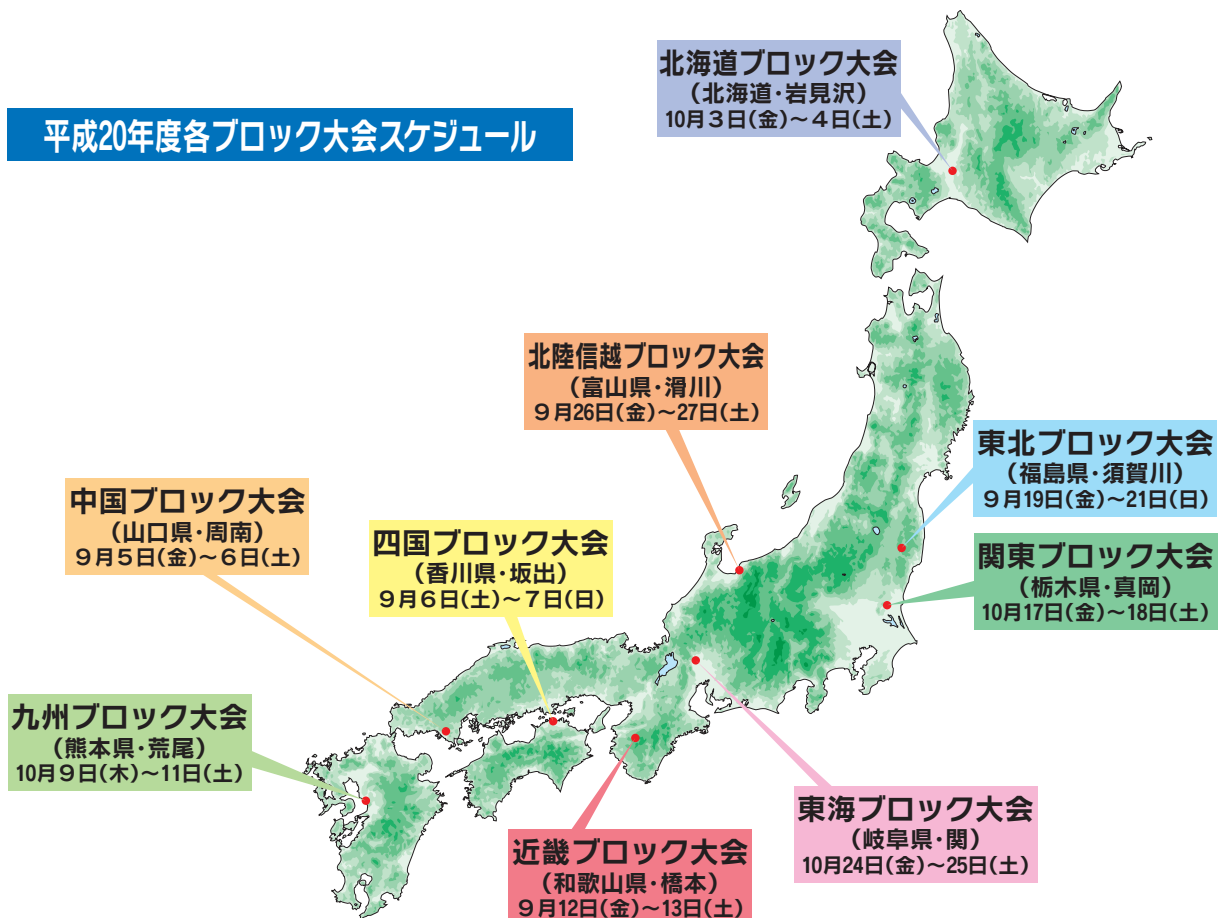 平成20年度各ブロック大会スケジュール
北海道ブロック大会
（北海道・岩見沢）
10月３日(金)～４日(土)
北陸信越ブロック大会
（富山県・滑川）
９月26日(金)～27日(土)
東北ブロック大会
（福島県・須賀川）
９月19日(金)～21日(日)
中国ブロック大会
（山口県・周南）
９月５日(金)～６日(土)
四国ブロック大会
（香川県・坂出）
９月６日(土)～７日(日)
関東ブロック大会
（栃木県・真岡）
10月17日(金)～18日(土)
九州ブロック大会
（熊本県・荒尾）
10月９日(木)～11日(土)
東海ブロック大会
（岐阜県・関）
10月24日(金)～25日(土)
近畿ブロック大会
（和歌山県・橋本）
９月12日(金)～13日(土)